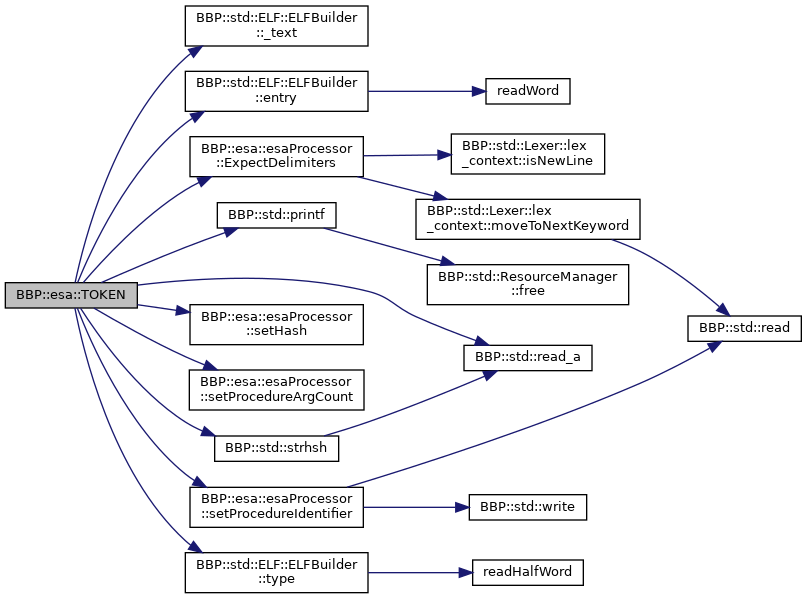 BBP::std::ELF::ELFBuilder
::_text
BBP::std::ELF::ELFBuilder
::entry
readWord
BBP::esa::esaProcessor
::ExpectDelimiters
BBP::std::Lexer::lex
_context::isNewLine
BBP::std::Lexer::lex
_context::moveToNextKeyword
BBP::std::printf
BBP::std::ResourceManager
::free
BBP::esa::TOKEN
BBP::esa::esaProcessor
::setHash
BBP::std::read
BBP::std::read_a
BBP::esa::esaProcessor
::setProcedureArgCount
BBP::std::strhsh
BBP::esa::esaProcessor
::setProcedureIdentifier
BBP::std::write
BBP::std::ELF::ELFBuilder
::type
readHalfWord